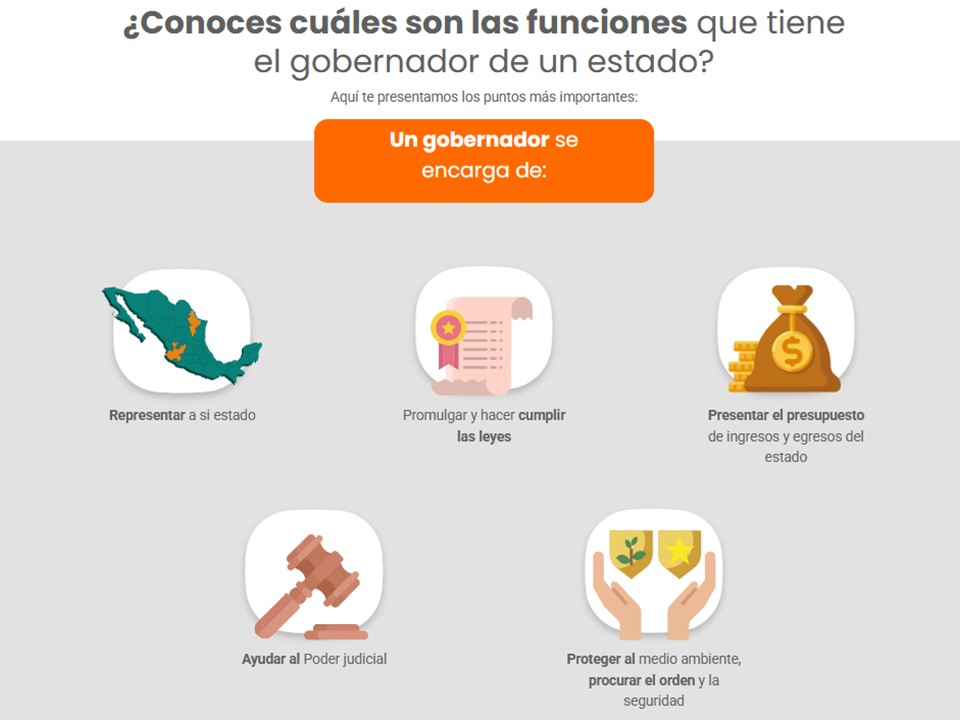 ¿Conoces cuáles son las funciones que tiene
el gobernador de un estado?
Aquí te presentamos los puntos más importantes:
Un gobernador se
encarga de:
Representar a si estado
Promulgar y hacer cumplir
las leyes
Presentar el presupuesto
de ingresos y egresos del
estado
Ayudar al Poder judicial
Proteger al medio ambiente,
procurar el orden y la
seguridad